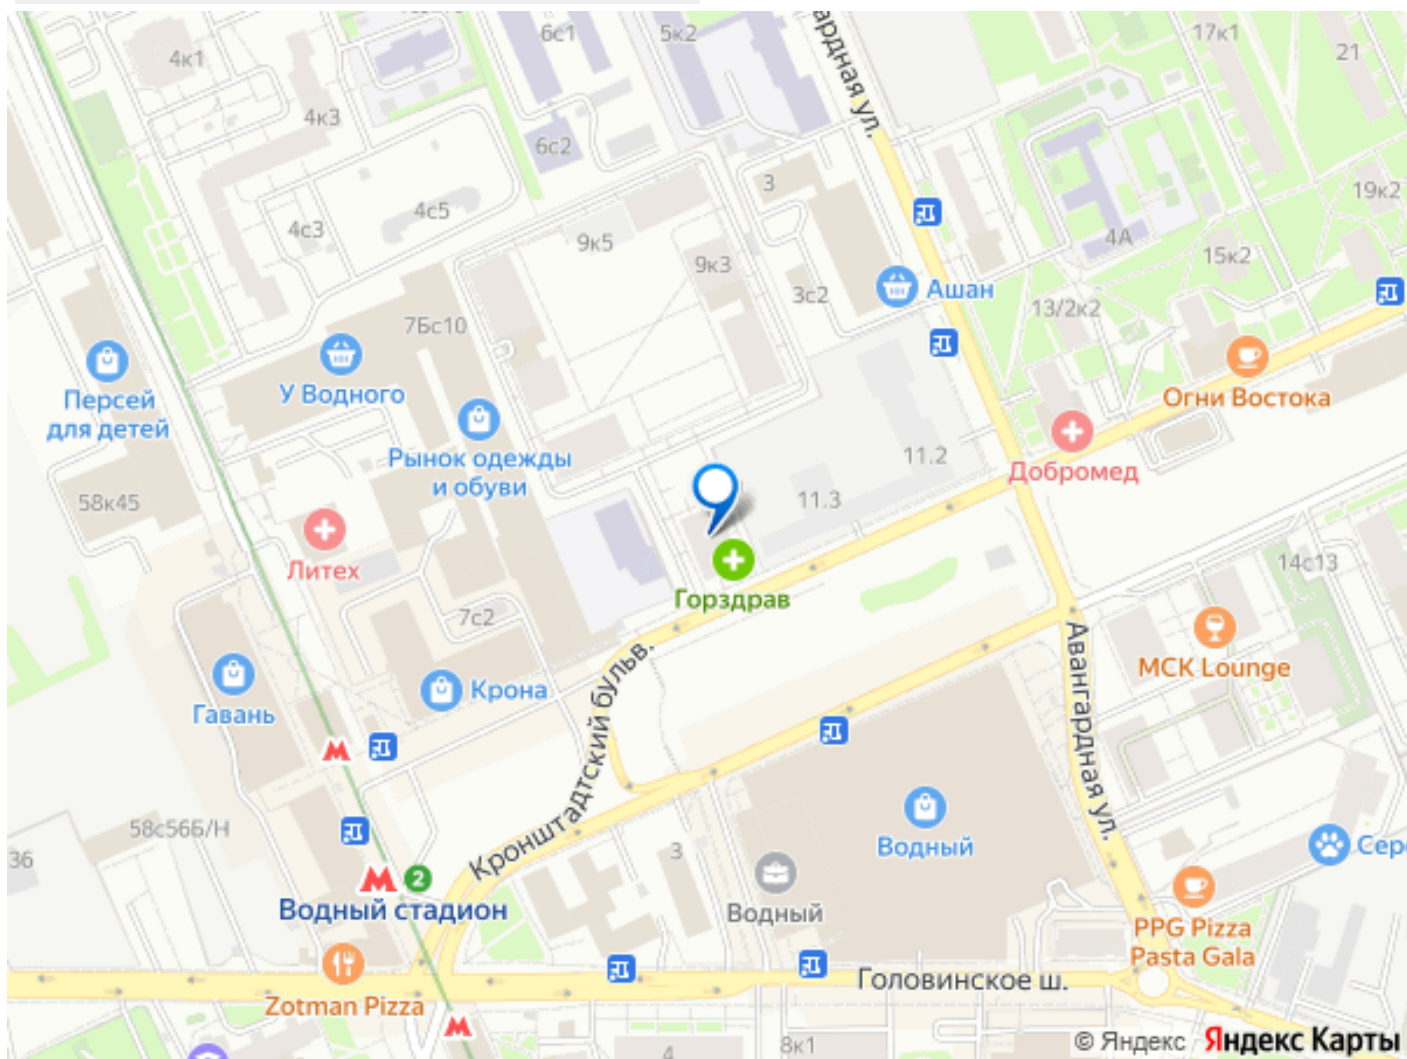 6с1
5к2
17к1
21
4к1
ардная ул.
4к3
6с2
3
19к2
4с5
4с3
9к5
4А
15к2
9к3
Ашан
3с2
13/2к2
7Бс10
У Водного
Персей
для детей
Огни Востока
Рынок одежды
и обуви
11.2
Добромед
58к45
11.3
Литех
14с13
Горздрав
7с2
Авангардная ул.
МСК Lounge
Крона
Гавань
Кронштадтский бульв.
58с56Б/Н
36
3
Водный
Сере
2
Водный стадион
Водный
PPG Pizza
Pasta Gala
Головинское ш.
Zotman Pizza
4
8к1
© Яндекс Яндекс Карты